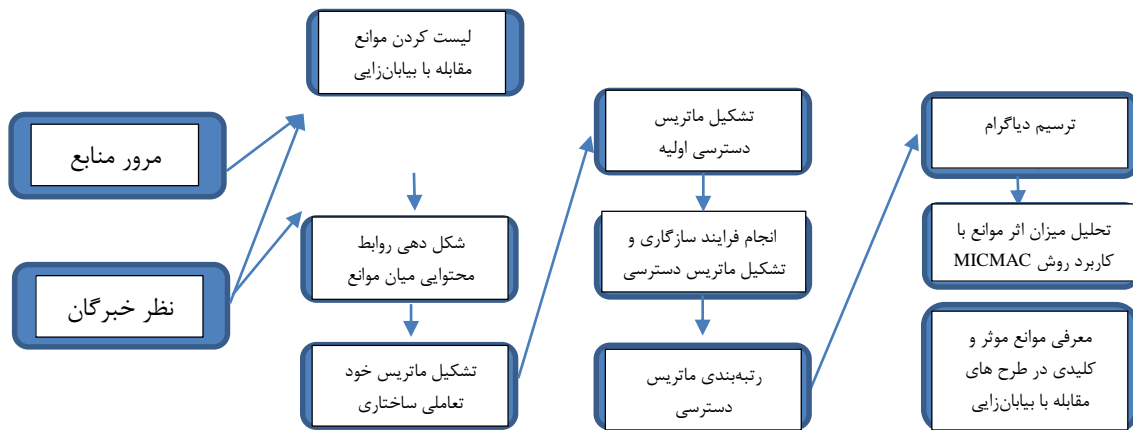 مرور منابع
نظر خبرگان
لیست کردن موانع
مقابله با بیابان‌زایی
شکل دهی روابط
محتوایی میان موانع
تشکیل ماتریس خود
تعاملی ساختاری
تشکیل ماتریس
دسترسی اولیه
انجام فرایند سازگاری و
تشکیل ماتریس دسترسی
رتبه‌بندی ماتریس
دسترسی
ترسیم دیاگرام
تحلیل میزان اثر موانع با
کاربرد روش MICMAC
معرفی موانع موثر و
کلیدی در طرح های
مقابله با بیابان‌زایی